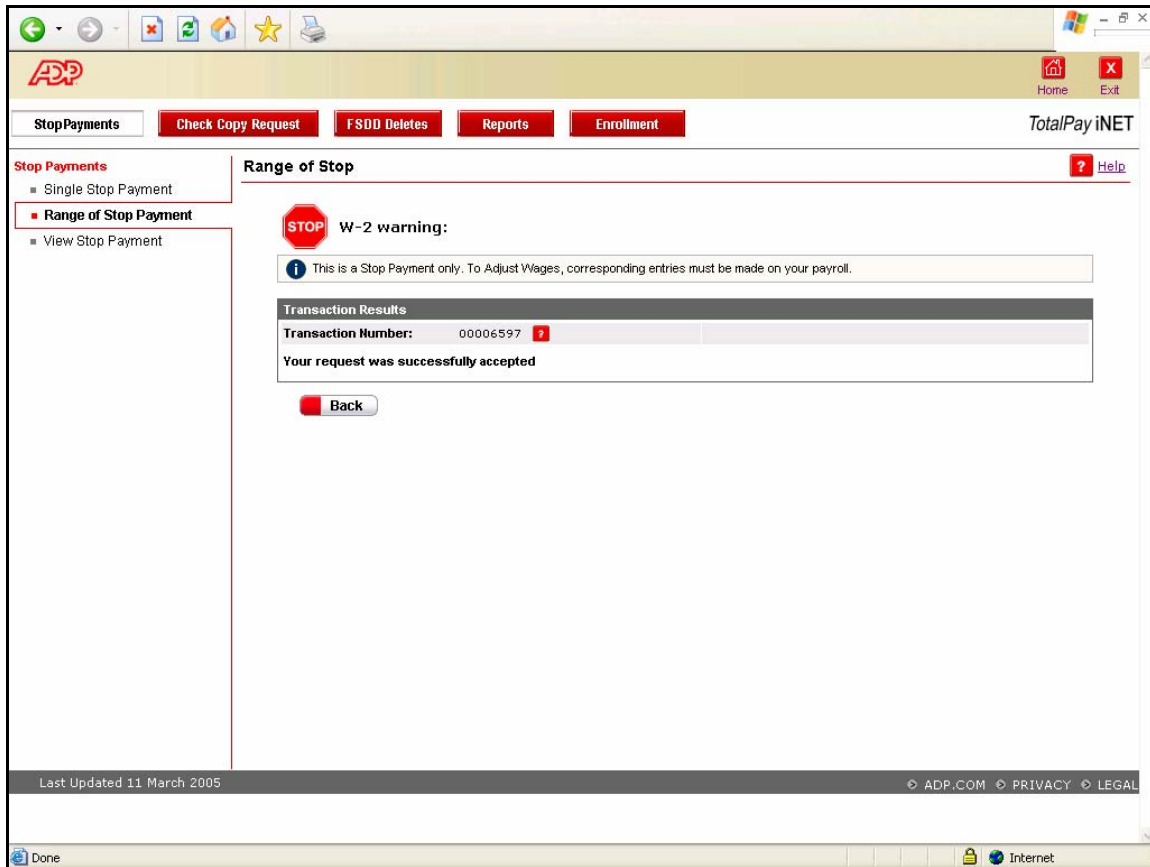 ADP
Home
X
Exit
Stop Payments
Check Copy Request
FSDD Deletes
Reports
Enrollment
TotalPay iNET
Stop Payments
Single Stop Payment
Range of Stop Payment
View Stop Payment
Range of Stop
? Help
STOP
W-2 warning:
i This is a Stop Payment only. To Adjust Wages, corresponding entries must be made on your payroll.
Transaction Results
Transaction Number: 00006597 ?
Your request was successfully accepted
Back
Last Updated 11 March 2005
ADP.COM PRIVACY LEGAL
Done
Internet